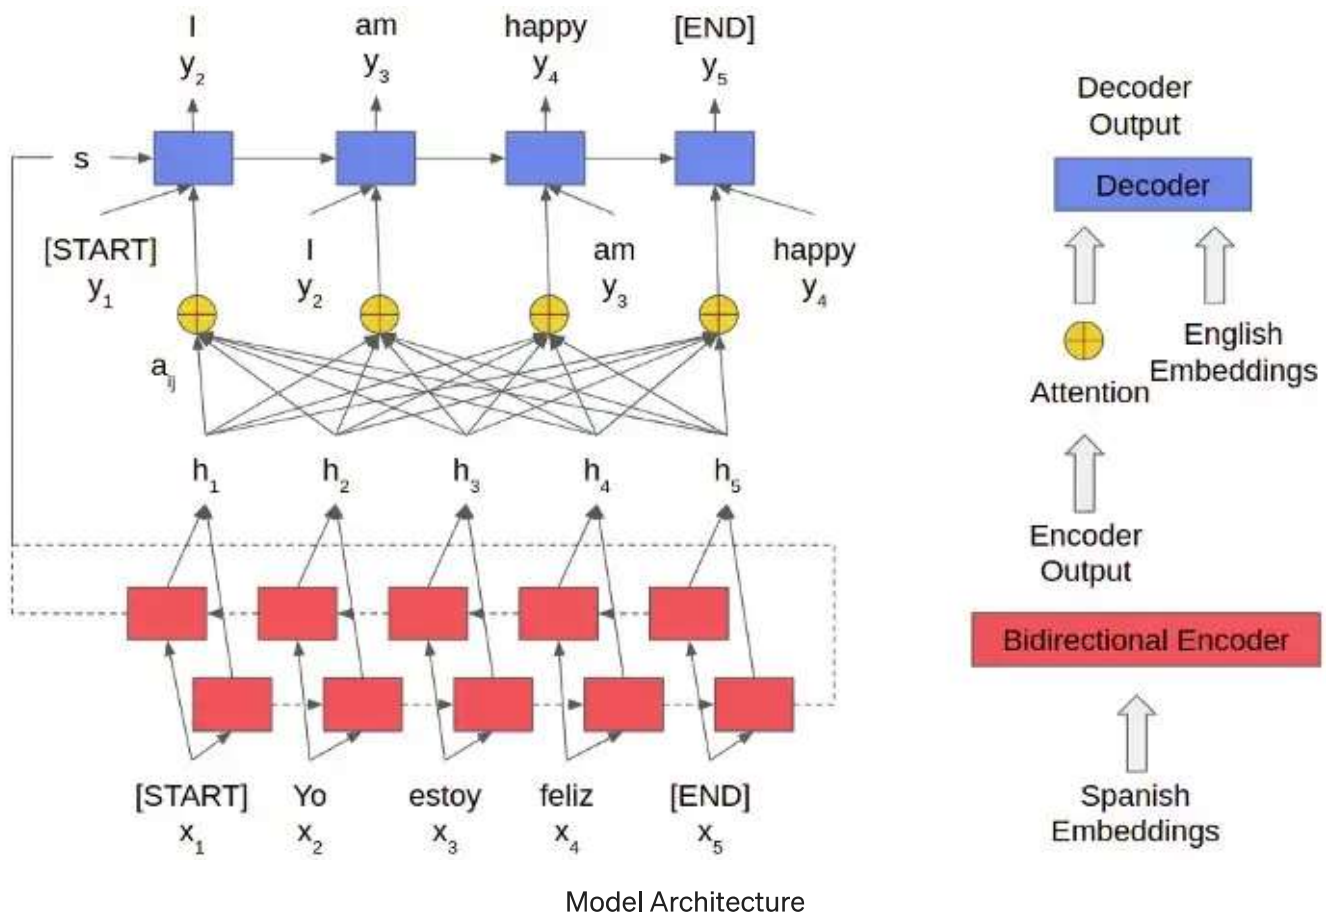 I am happy [END]
y2 y3 y4 y5
s
[START] I am happy
y1 y2 y3 y4
aij
h1 h2 h3 h4 h5
[START] Yo estoy feliz [END]
x1 x2 x3 x4 x5
Decoder
Output
Decoder
English
Embeddings
Attention
Encoder
Output
Bidirectional Encoder
Spanish
Embeddings
Model Architecture